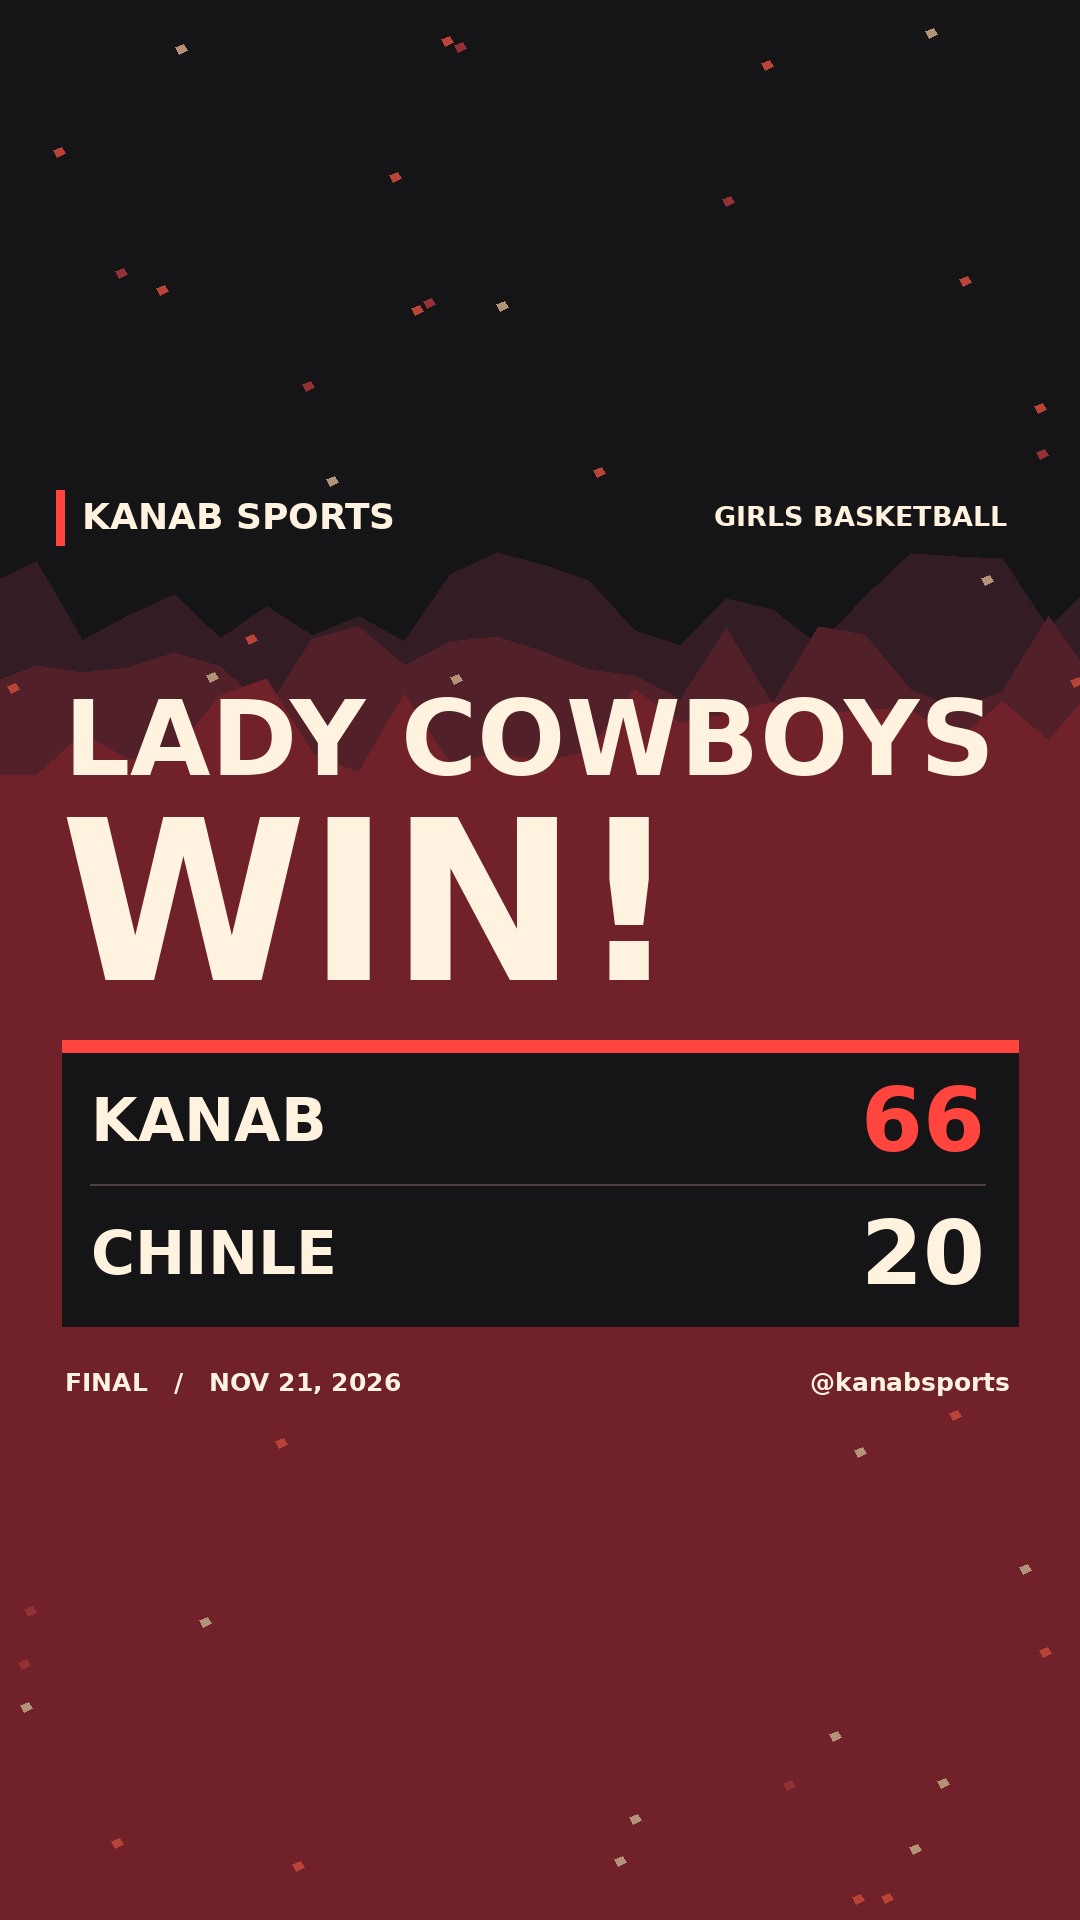 KANAB SPORTS
GIRLS BASKETBALL
LADY COWBOYS
WIN!
KANAB 66
CHINLE 20
FINAL / NOV 21, 2026
@kanabsports